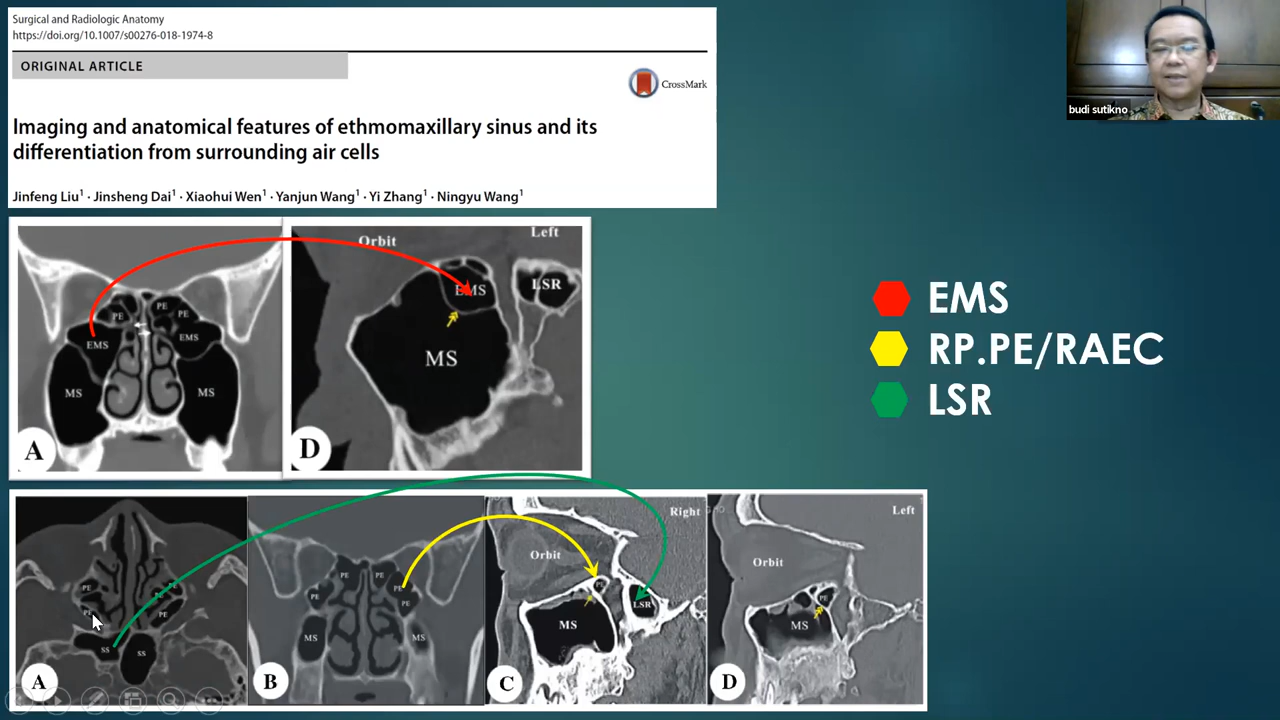 Surgical and Radiologic Anatomy
https://doi.org/10.1007/s00276-018-1974-8
ORIGINAL ARTICLE
CrossMark
Imaging and anatomical features of ethmomaxillary sinus and its
differentiation from surrounding air cells
Jinfeng Liu1 · Jinsheng Dai1 · Xiaohui Wen1 · Yanjun Wang1 · Yi Zhang1 · Ningyu Wang1
budi sutikno
PE
PE
PE
PE
EMS
EMS
MS
MS
A
Orbit
Left
EMS
LSR
MS
D
EMS
RP.PE/RAEC
LSR
PE
PE
PE
PE
SS
SS
A
PE
PE
PE
PE
PE
MS
MS
B
Right
Orbit
PE
LSR
MS
C
Left
Orbit
PE
MS
D